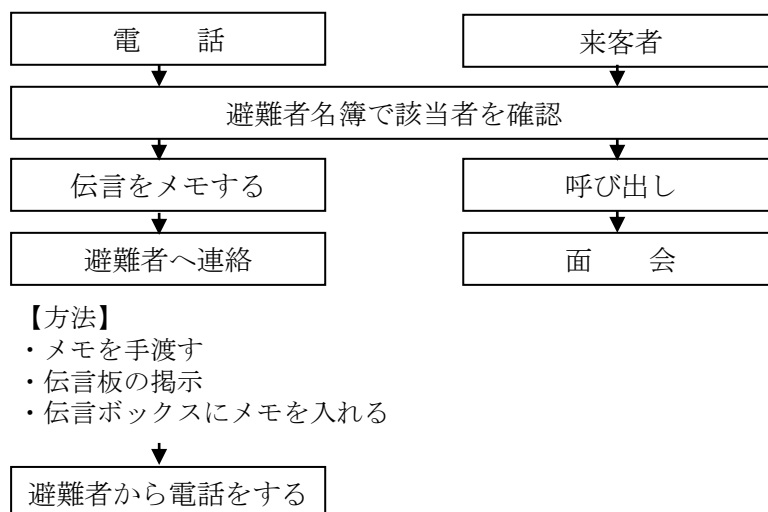 電　　話
来客者
避難者名簿で該当者を確認
伝言をメモする
呼び出し
避難者へ連絡
面　　会
【方法】
・メモを手渡す
・伝言板の掲示
・伝言ボックスにメモを入れる
避難者から電話をする